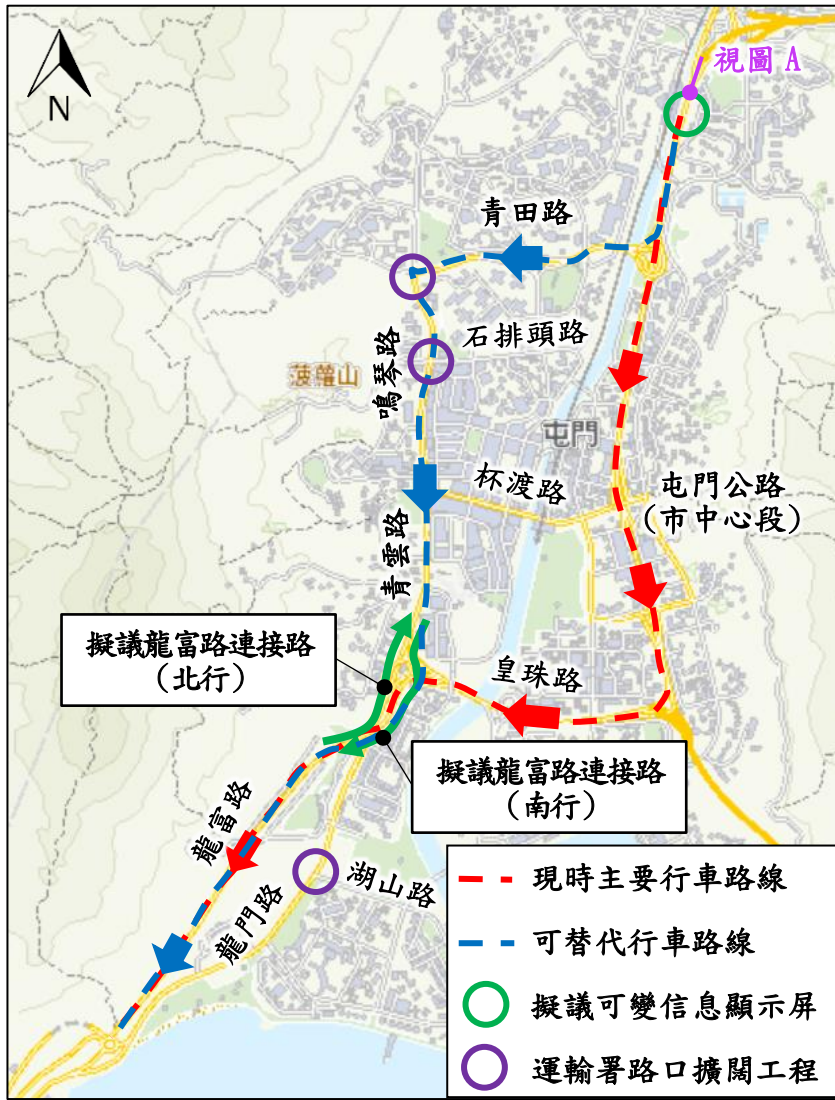 視圖 A
N
青田路
石排頭路
鳴琴路
菠蘿山
屯門
杯渡路
屯門公路
(市中心段)
青雲路
擬議龍富路連接路
(北行)
皇珠路
擬議龍富路連接路
(南行)
龍富路
湖山路
龍門路
現時主要行車路線
可替代行車路線
擬議可變信息顯示屏
運輸署路口擴闊工程